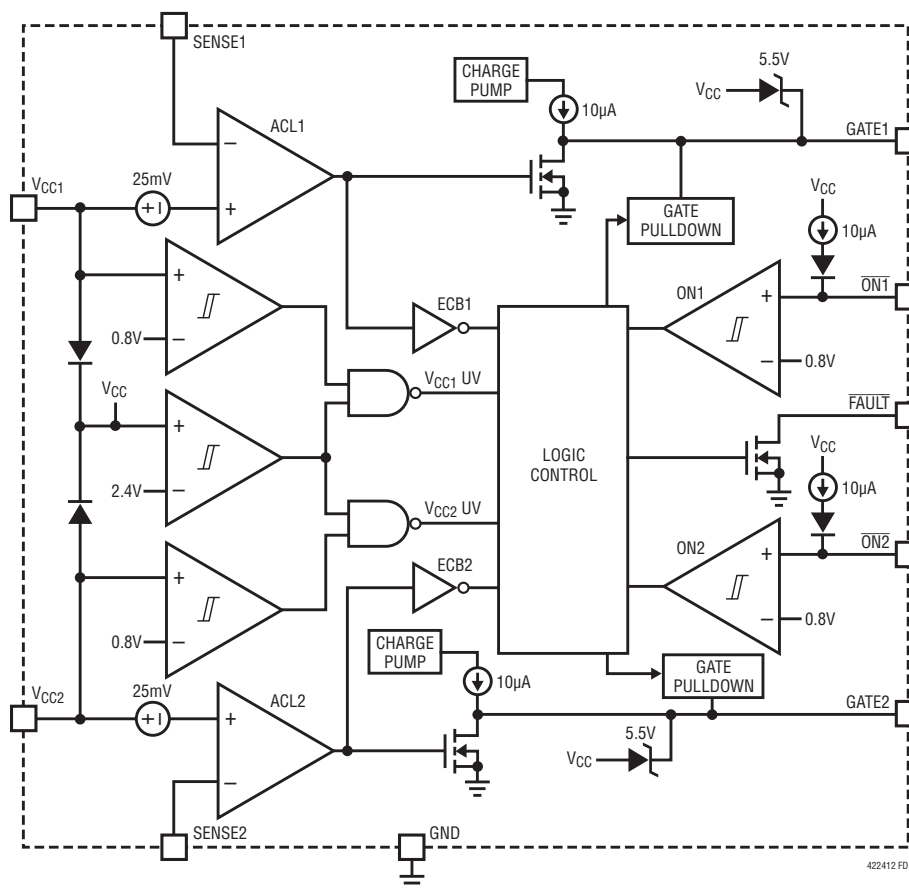 SENSE1
CHARGE
PUMP
5.5V
VCC
10µA
GATE1
ACL1
−
+
25mV
+ −
VCC1
GATE
PULLDOWN
VCC
10µA
ON1
+
−
0.8V
ON1
+
−
0.8V
ECB1
VCC1 UV
VCC
+
−
2.4V
LOGIC
CONTROL
FAULT
VCC
10µA
VCC2 UV
ECB2
ON2
+
−
0.8V
ON2
+
−
0.8V
CHARGE
PUMP
10µA
GATE
PULLDOWN
VCC2
25mV
+ −
ACL2
+
−
GATE2
5.5V
VCC
SENSE2
GND
422412 FD